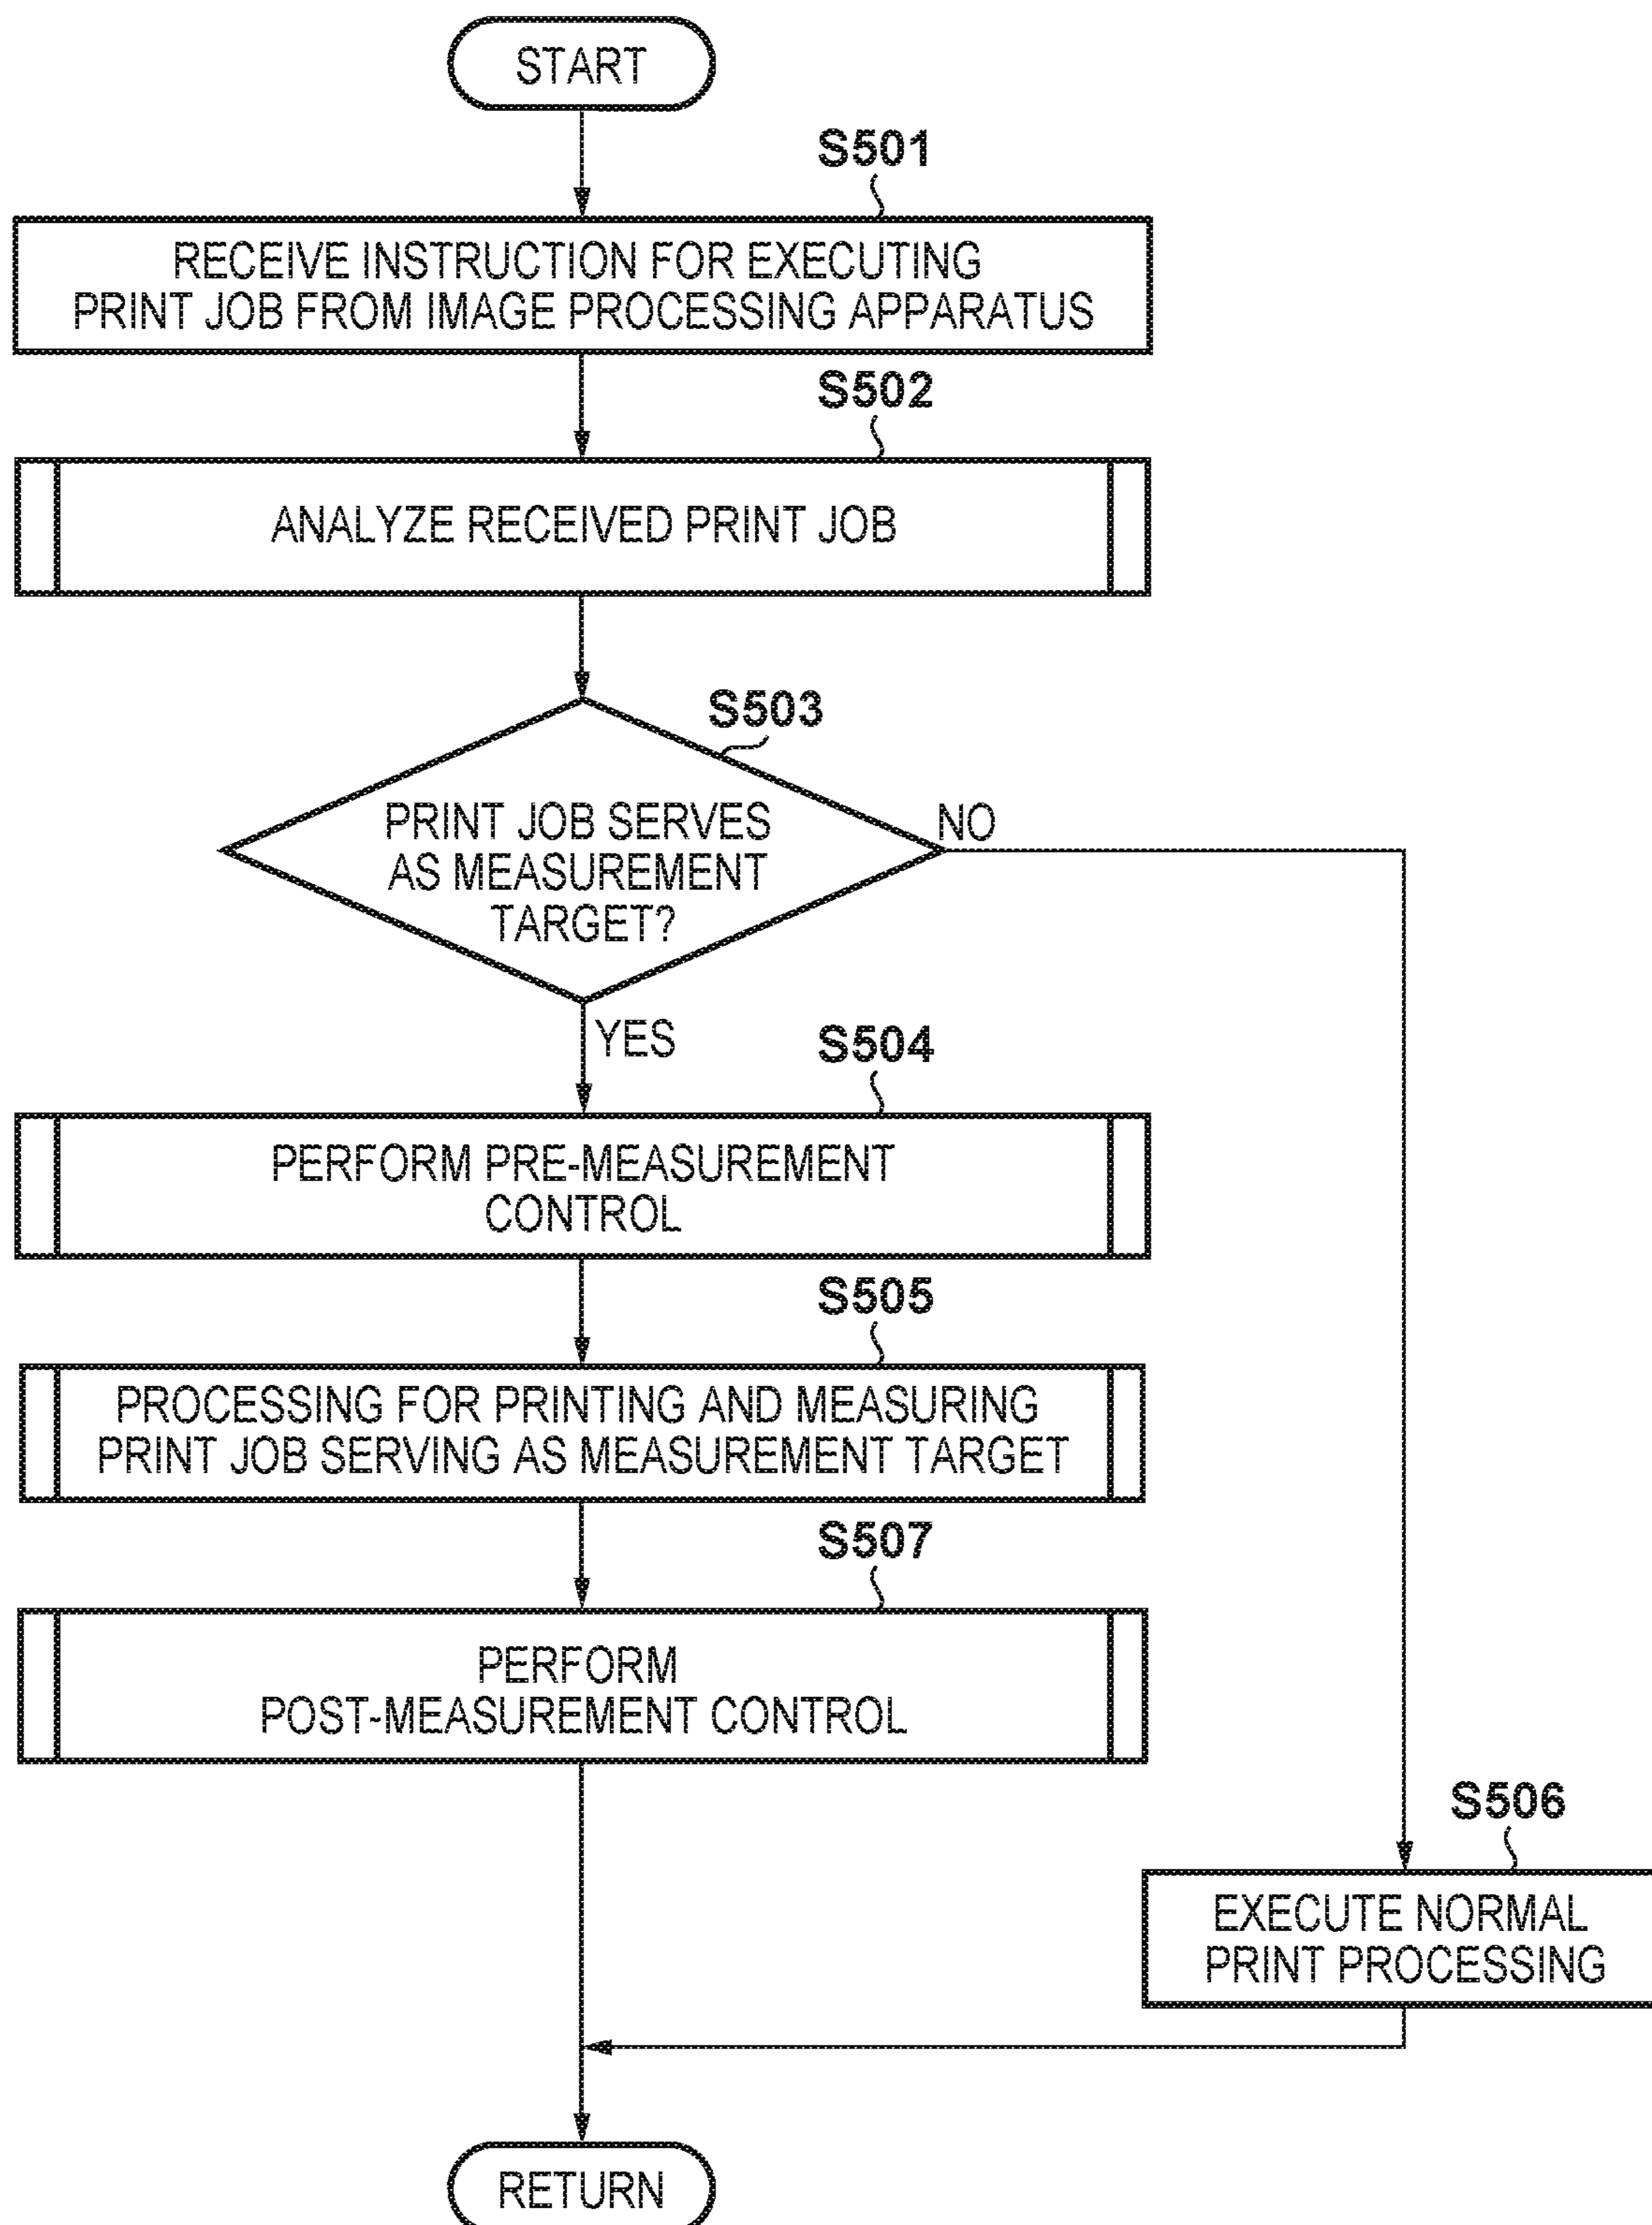 START
S501
RECEIVE INSTRUCTION FOR EXECUTING
PRINT JOB FROM IMAGE PROCESSING APPARATUS
S502
ANALYZE RECEIVED PRINT JOB
S503
PRINT JOB SERVES
AS MEASUREMENT
TARGET?
NO
YES
S504
PERFORM PRE-MEASUREMENT
CONTROL
S505
PROCESSING FOR PRINTING AND MEASURING
PRINT JOB SERVING AS MEASUREMENT TARGET
S507
PERFORM
POST-MEASUREMENT CONTROL
S506
EXECUTE NORMAL
PRINT PROCESSING
RETURN